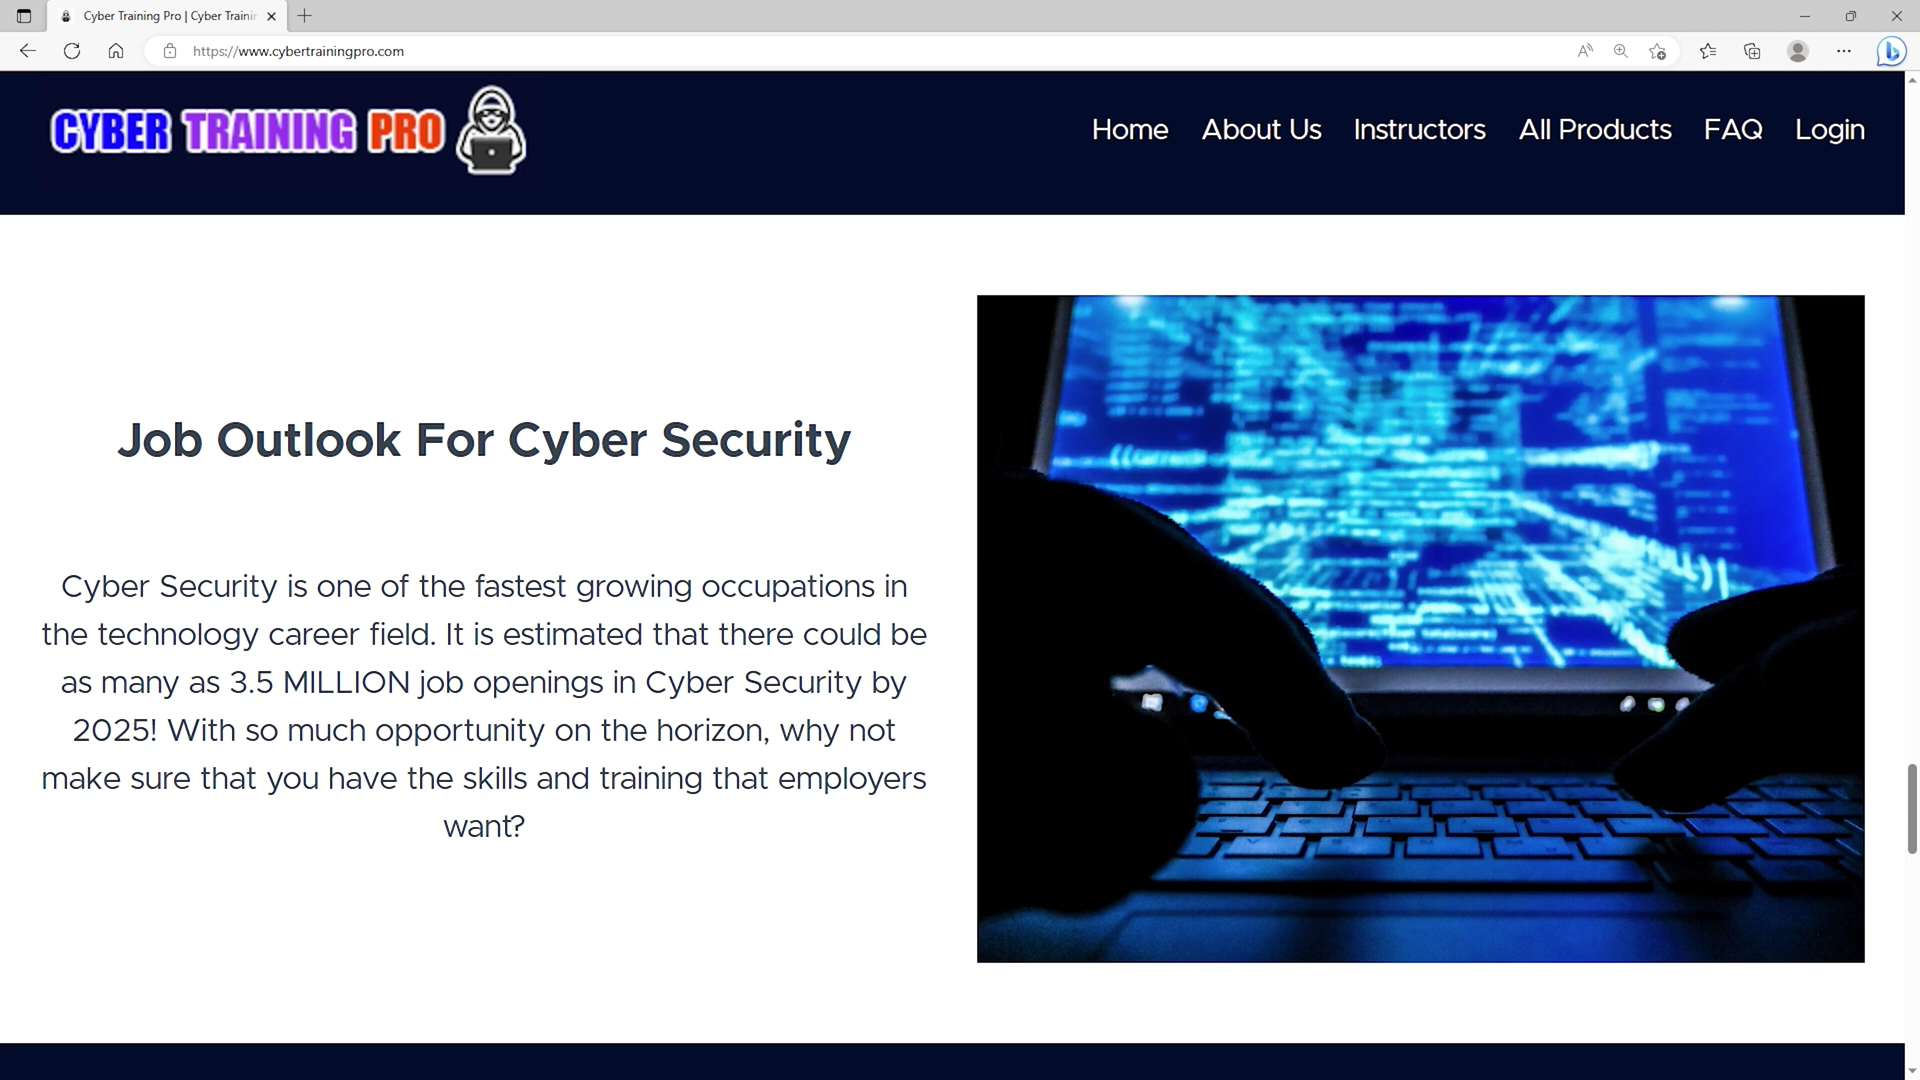 Cyber Training Pro | Cyber Trainin
https://www.cybertrainingpro.com
CYBER TRAINING PRO
Home About Us Instructors All Products FAQ Login
Job Outlook For Cyber Security
Cyber Security is one of the fastest growing occupations in
the technology career field. It is estimated that there could be
as many as 3.5 MILLION job openings in Cyber Security by
2025! With so much opportunity on the horizon, why not
make sure that you have the skills and training that employers
want?